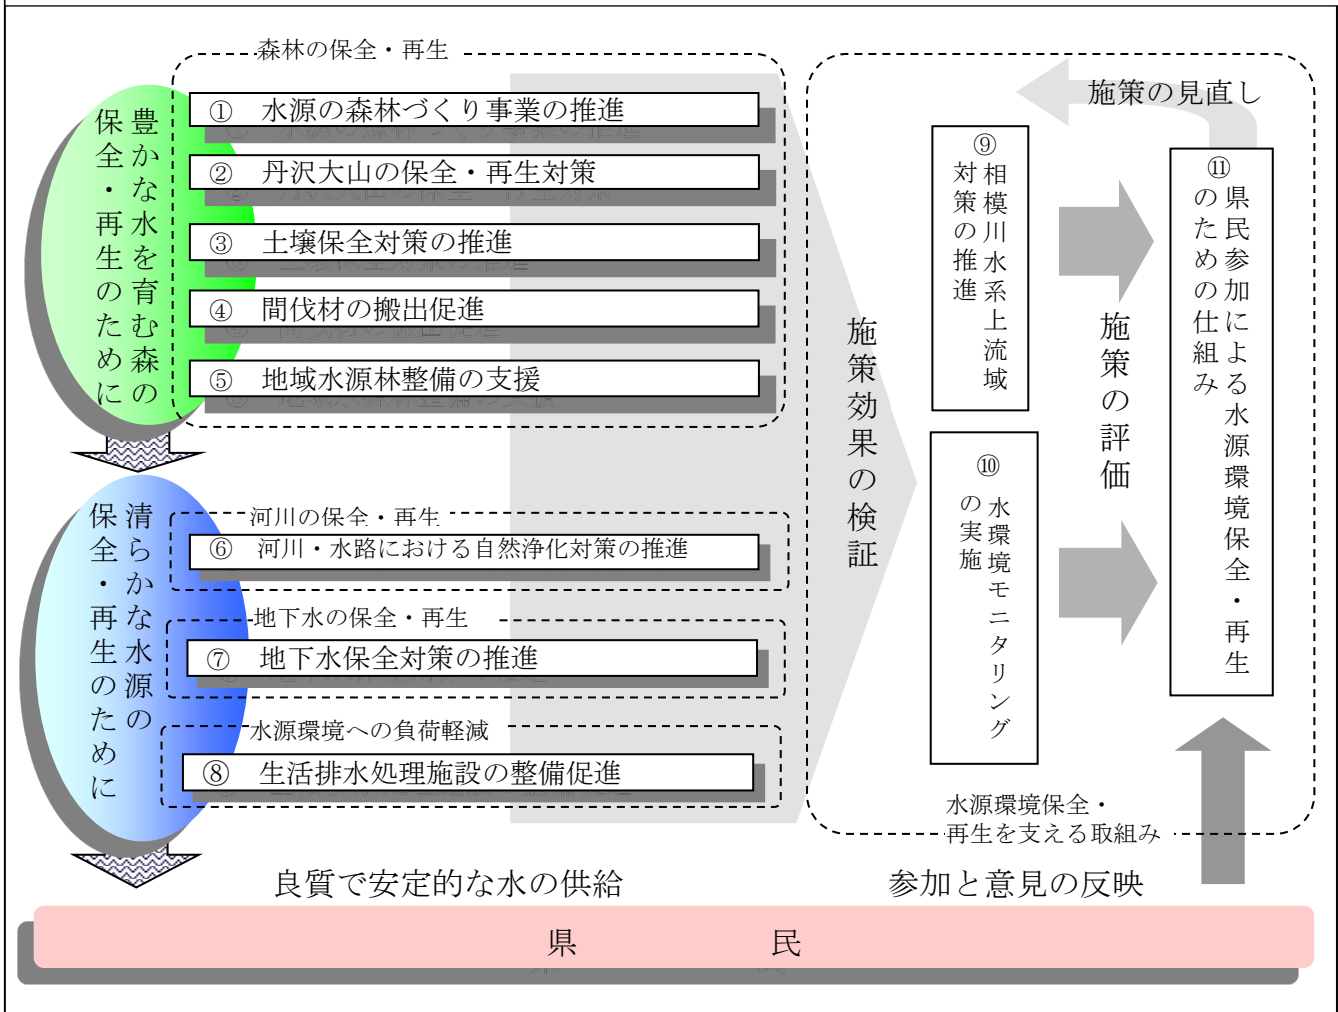 森林の保全・再生
豊かな水を育む森の
保全・再生のために
① 水源の森林づくり事業の推進
② 丹沢大山の保全・再生対策
③ 土壌保全対策の推進
④ 間伐材の搬出促進
⑤ 地域水源林整備の支援
清らかな水源の
保全・再生のために
河川の保全・再生
⑥ 河川・水路における自然浄化対策の推進
地下水の保全・再生
⑦ 地下水保全対策の推進
水源環境への負荷軽減
⑧ 生活排水処理施設の整備促進
施策効果の検証
⑨
相模川水系上流域
対策の推進
⑩
水環境モニタリング
の実施
施策の評価
施策の見直し
⑪
県民参加による水源環境保全・再生
のための仕組み
水源環境保全・
再生を支える取組み
良質で安定的な水の供給
参加と意見の反映
県 民